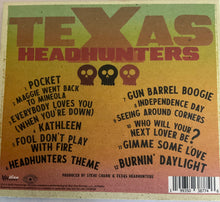 TEXAS
HEADHUNTERS
1. POCKET
MAGGIE WENT BACK
TO MINEOLA
EVERYBODY LOVES YOU
(WHEN YOU'RE DOWN)
KATHLEEN
FOOL DON'T PLAY
WITH FIRE
HEADHUNTERS THEME
GUN BARREL BOOGIE
INDEPENDENCE DAY
SEEING AROUND CORNERS
WHO WILL YOUR
NEXT LOVER BE?
GIMME SOME LOVE
BURNIN' DAYLIGHT
PRODUCED BY STEVE CHADIE & TEXAS HEADHUNTERS